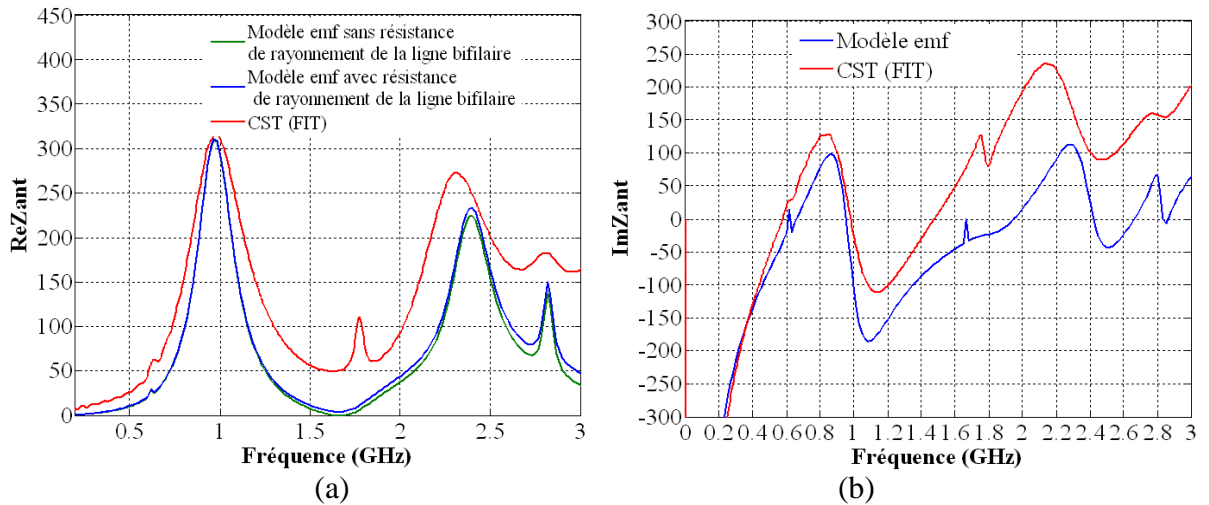 450
400
350
300
250
200
150
100
50
0
ReZant
Modèle emf sans résistance
de rayonnement de la ligne bifilaire
Modèle emf avec résistance
de rayonnement de la ligne bifilaire
CST (FIT)
0.5 1 1.5 2 2.5 3
Fréquence (GHz)
(a)
300
250
200
150
100
50
0
-50
-100
-150
-200
-250
-300
ImZant
Modèle emf
CST (FIT)
0 0.2 0.4 0.6 0.8 1 1.2 1.4 1.6 1.8 2 2.2 2.4 2.6 2.8 3
Fréquence (GHz)
(b)